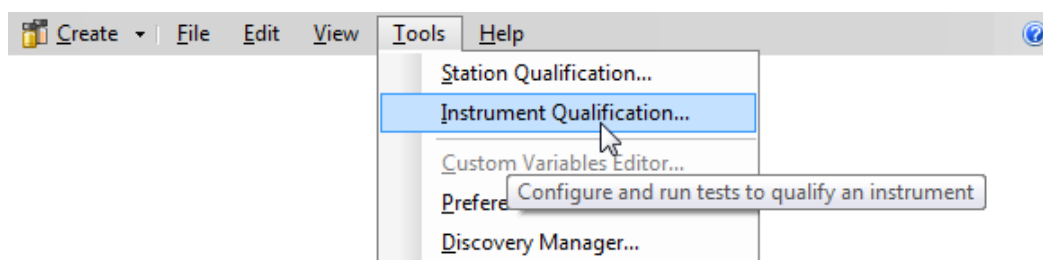 Create File Edit View Tools Help
Station Qualification...
Instrument Qualification...
Custom Variables Editor...
Prefere
Configure and run tests to qualify an instrument
Discovery Manager...